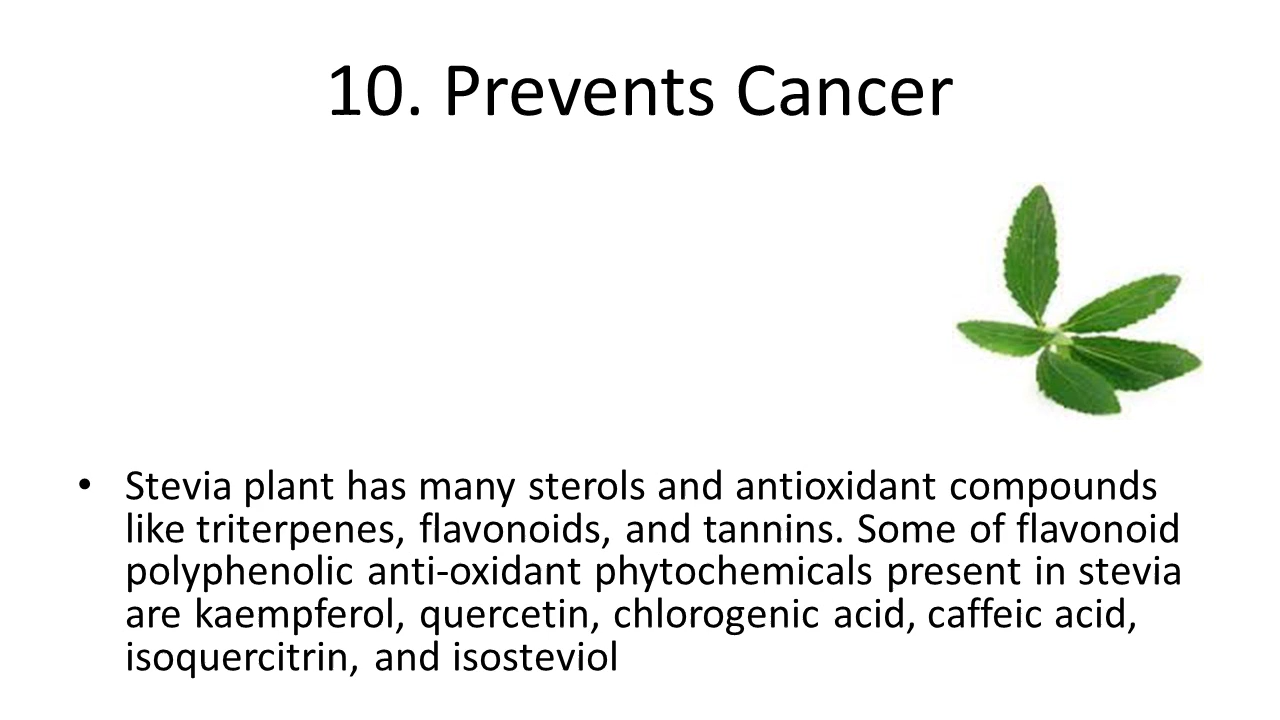 10. Prevents Cancer
• Stevia plant has many sterols and antioxidant compounds
like triterpenes, flavonoids, and tannins. Some of flavonoid
polyphenolic anti-oxidant phytochemicals present in stevia
are kaempferol, quercetin, chlorogenic acid, caffeic acid,
isoquercitrin, and isosteviol